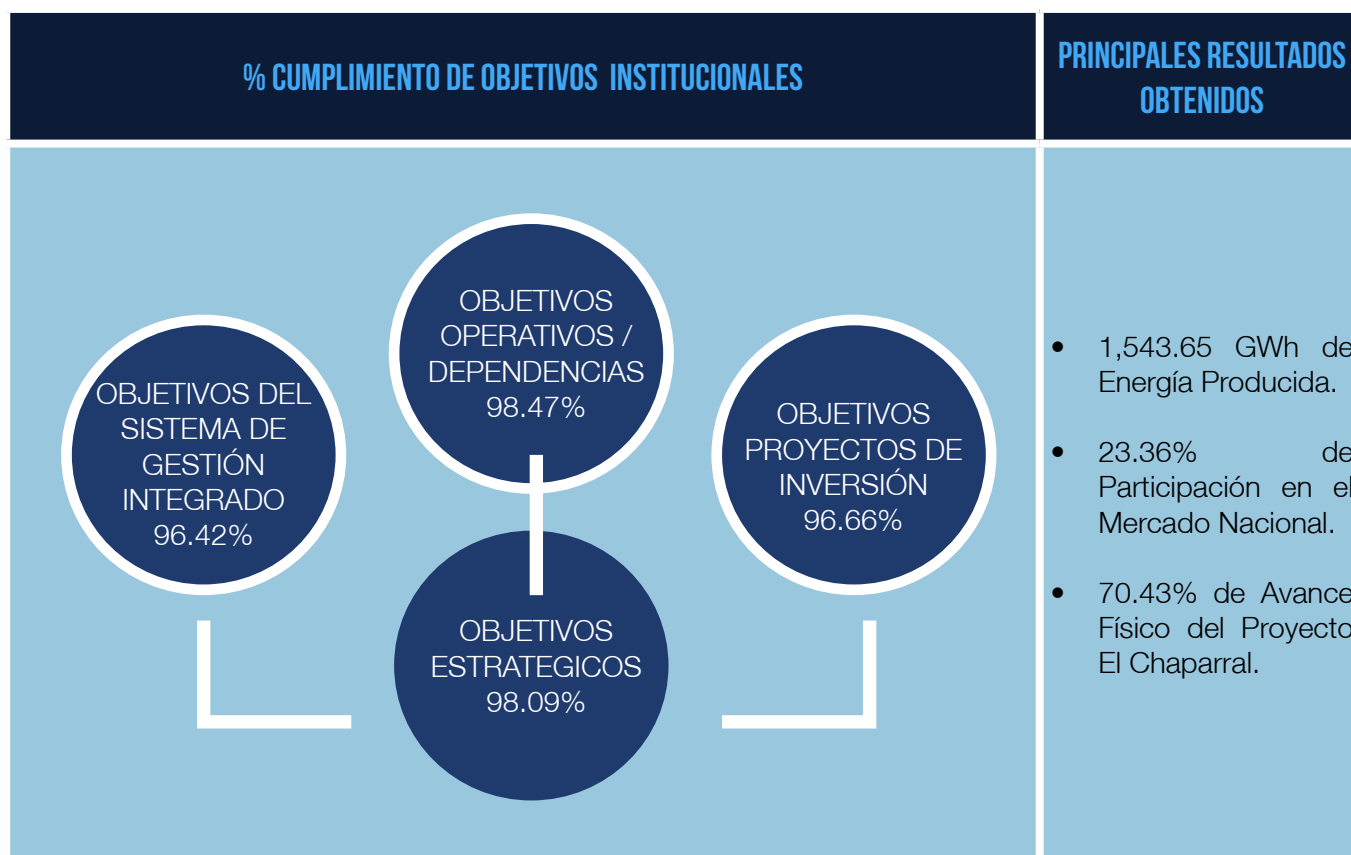 % CUMPLIMIENTO DE OBJETIVOS INSTITUCIONALES
PRINCIPALES RESULTADOS
OBTENIDOS
OBJETIVOS DEL
SISTEMA DE
GESTIÓN
INTEGRADO
96.42%
OBJETIVOS
OPERATIVOS /
DEPENDENCIAS
98.47%
OBJETIVOS
PROYECTOS DE
INVERSIÓN
96.66%
OBJETIVOS
ESTRATEGICOS
98.09%
• 1,543.65 GWh de
Energía Producida.
• 23.36% de
Participación en el
Mercado Nacional.
• 70.43% de Avance
Físico del Proyecto
El Chaparral.